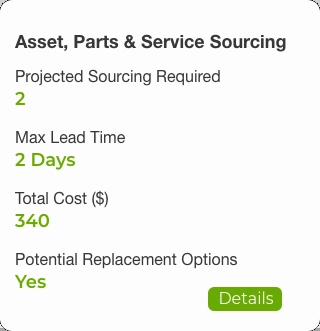 Asset, Parts & Service Sourcing
Projected Sourcing Required
2
Max Lead Time
2 Days
Total Cost ($)
340
Potential Replacement Options
Yes
Details